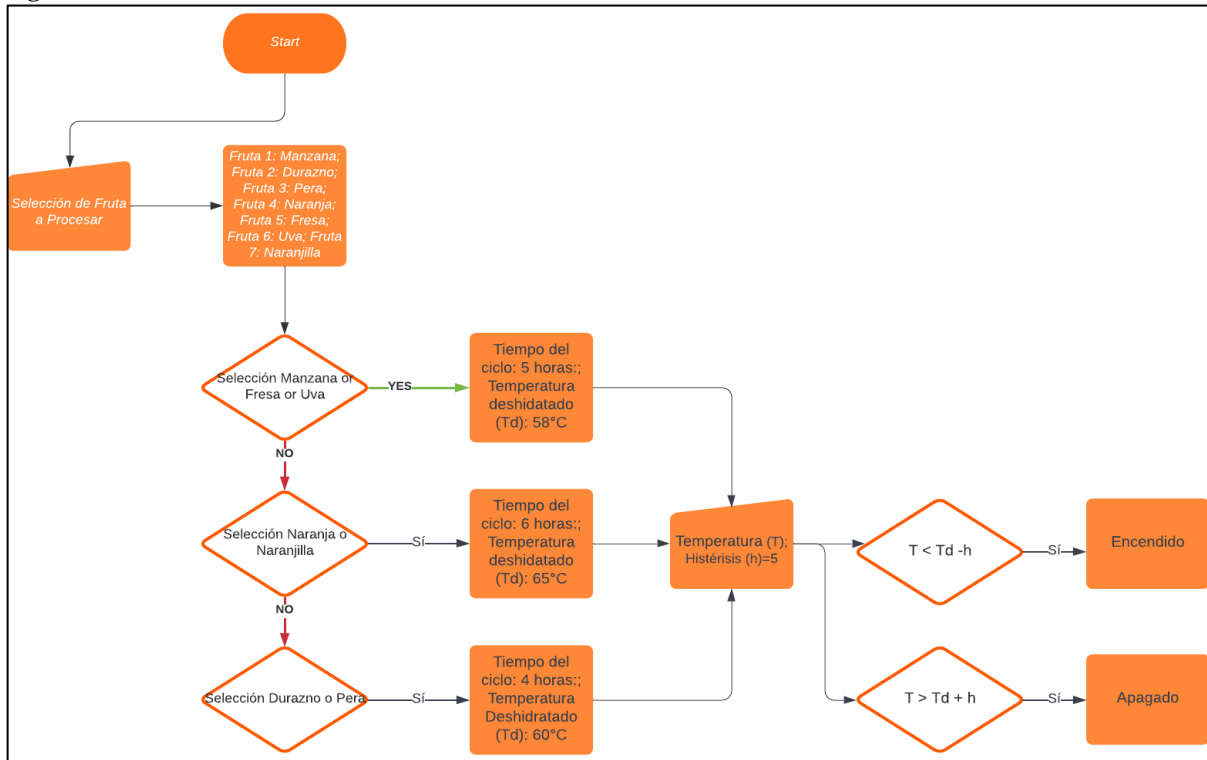 Start
Selección de Fruta
a Procesar
Fruta 1: Manzana;
Fruta 2: Durazno;
Fruta 3: Pera;
Fruta 4: Naranja;
Fruta 5: Fresa;
Fruta 6: Uva; Fruta
7: Naranjilla
Selección Manzana or
Fresa or Uva
YES
Tiempo del
ciclo: 5 horas:;
Temperatura
deshidatado
(Td): 58°C
NO
Selección Naranja o
Naranjilla
Sí
Tiempo del
ciclo: 6 horas:;
Temperatura
deshidatado
(Td): 65°C
Temperatura (T);
Histérisis (h)=5
T < Td -h
Sí
Encendido
NO
Selección Durazno o Pera
Sí
Tiempo del
ciclo: 4 horas:;
Temperatura
Deshidratado
(Td): 60°C
T > Td + h
Sí
Apagado